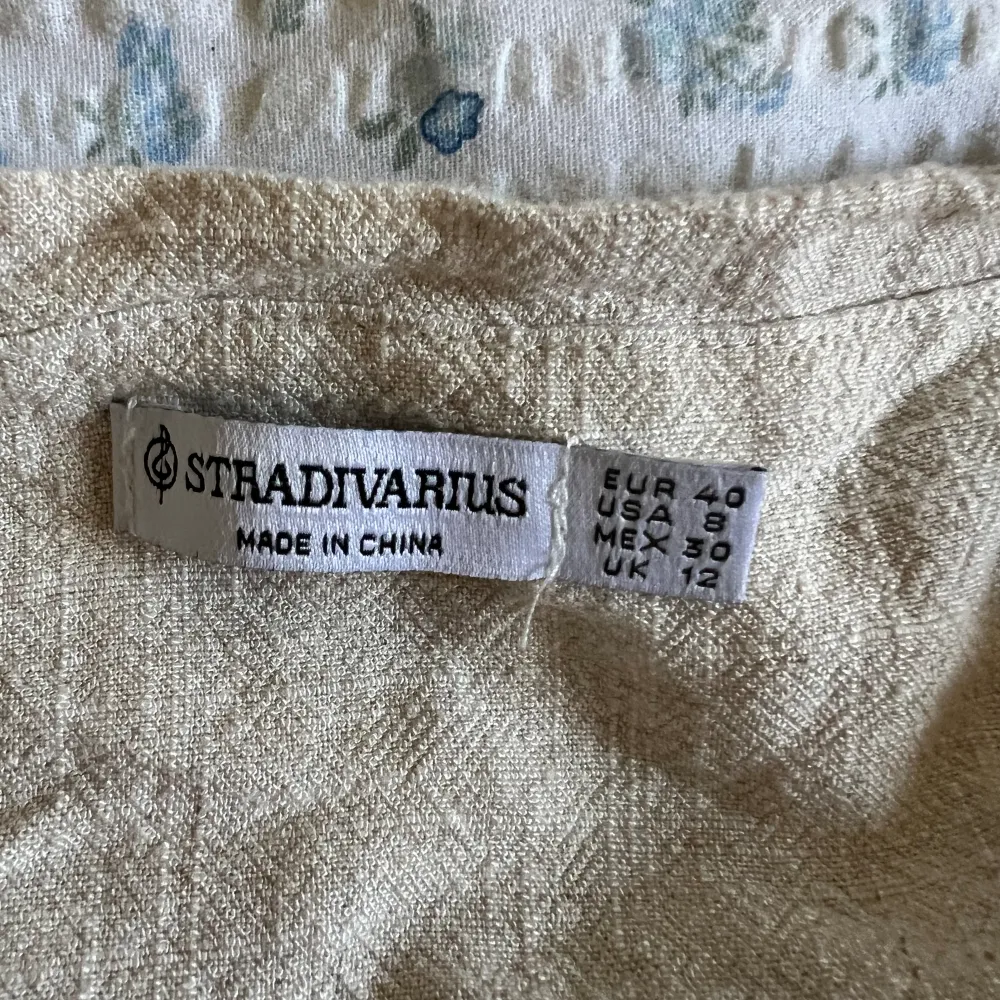 STRADIVARIUS
MADE IN CHINA
EUR 40
USA 8
MEX 30
UK 12